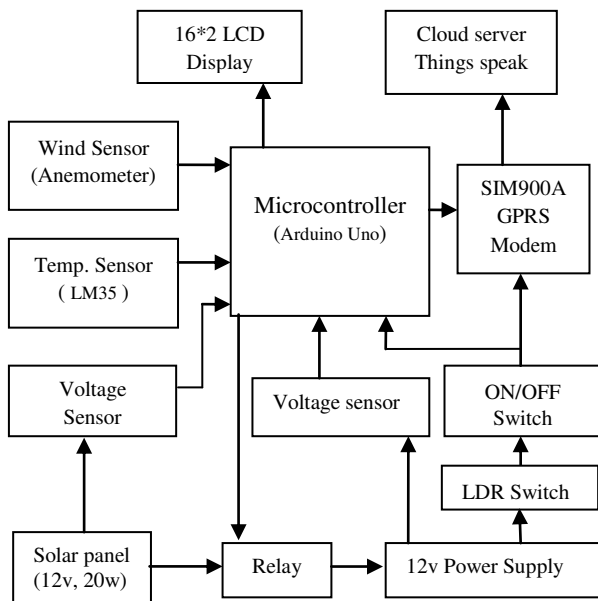 16*2 LCD
Display
Cloud server
Things speak
Wind Sensor
(Anemometer)
Microcontroller
(Arduino Uno)
SIM900A
GPRS
Modem
Temp. Sensor
( LM35 )
Voltage
Sensor
Voltage sensor
ON/OFF
Switch
LDR Switch
Solar panel
(12v, 20w)
Relay
12v Power Supply